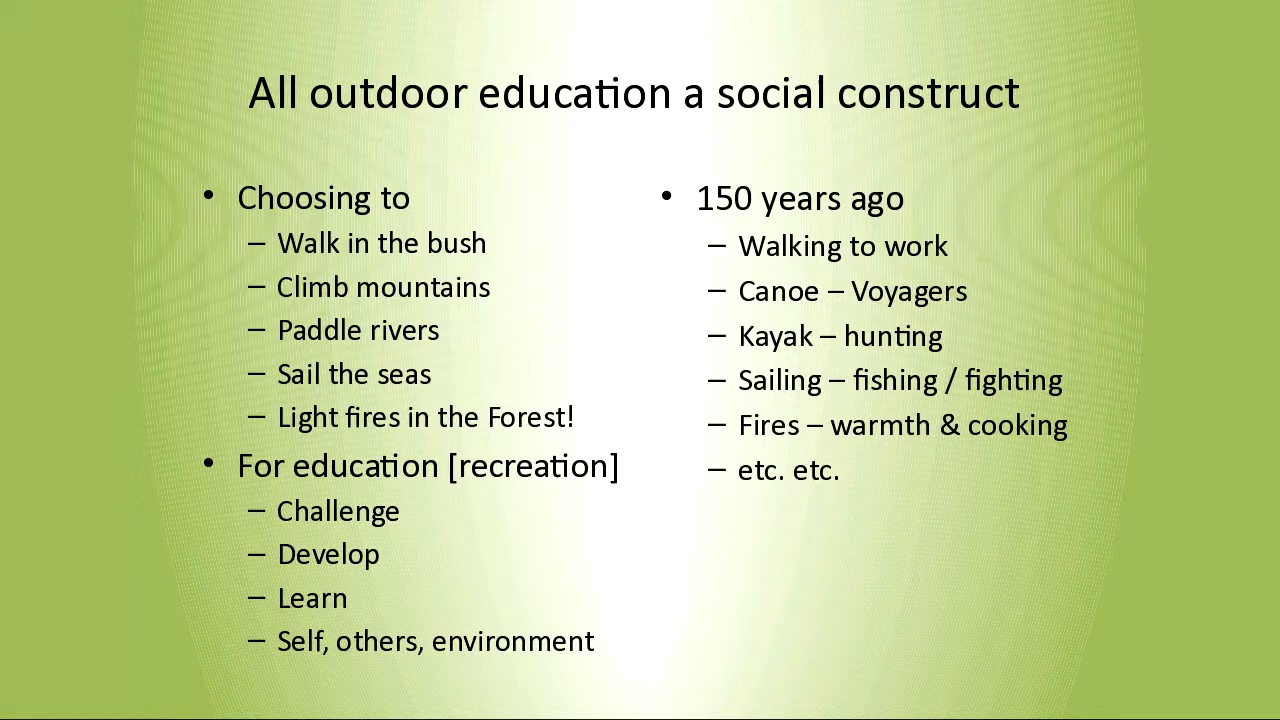 All outdoor education a social construct
• Choosing to
– Walk in the bush
– Climb mountains
– Paddle rivers
– Sail the seas
– Light fires in the Forest!
• For education [recreation]
– Challenge
– Develop
– Learn
– Self, others, environment
• 150 years ago
– Walking to work
– Canoe – Voyagers
– Kayak – hunting
– Sailing – fishing / fighting
– Fires – warmth & cooking
– etc. etc.